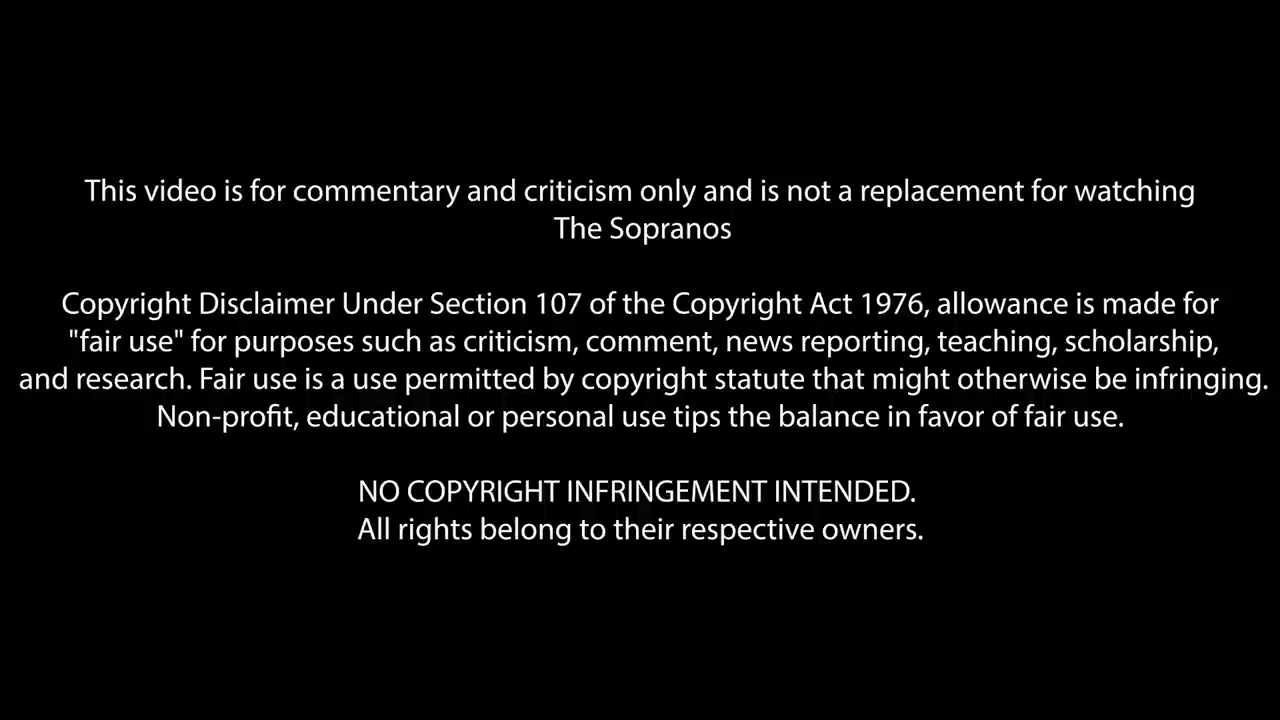 This video is for commentary and criticism only and is not a replacement for watching
The Sopranos
Copyright Disclaimer Under Section 107 of the Copyright Act 1976, allowance is made for
"fair use" for purposes such as criticism, comment, news reporting, teaching, scholarship,
and research. Fair use is a use permitted by copyright statute that might otherwise be infringing.
Non-profit, educational or personal use tips the balance in favor of fair use.
NO COPYRIGHT INFRINGEMENT INTENDED.
All rights belong to their respective owners.